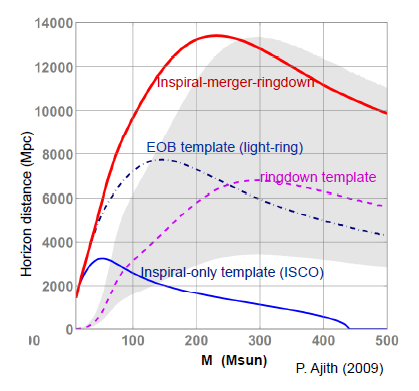 14000
12000
10000
8000
6000
4000
2000
0
Horizon distance (Mpc)
Inspiral-merger-ringdown
EOB template (light-ring)
ringdown template
Inspiral-only template (ISCO)
00 100 200 300 400 500
M (Msun)
P. Ajith (2009)